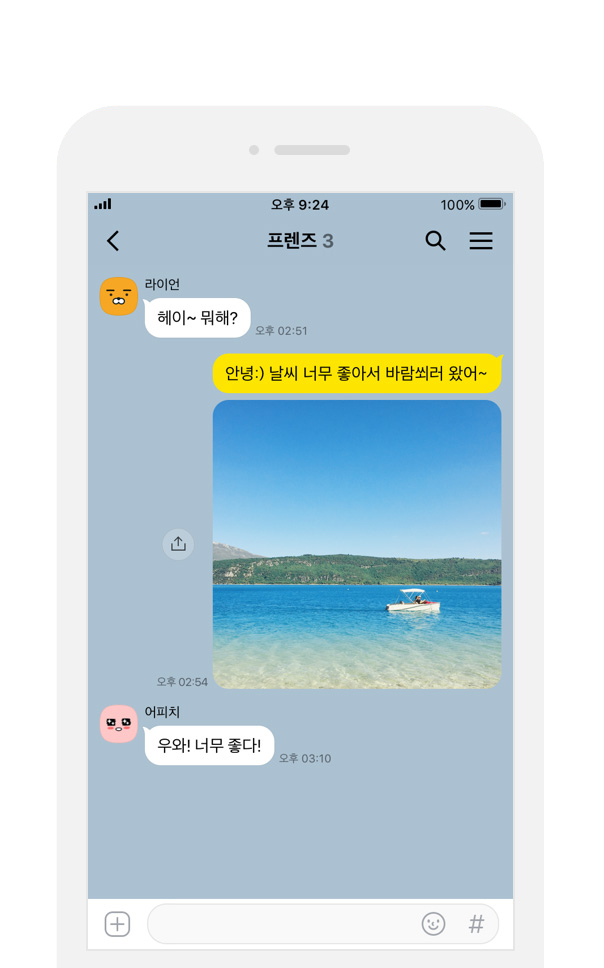 오후 9:24
100%
프렌즈 3
라이언
헤이~ 뭐해?
오후 02:51
안녕:) 날씨 너무 좋아서 바람쐬러 왔어~
오후 02:54
어피치
우와! 너무 좋다!
오후 03:10
#